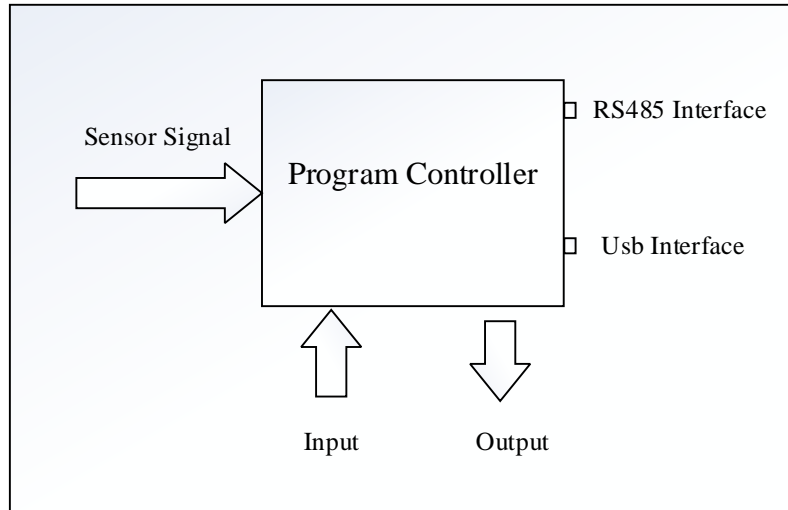 RS485 Interface
Sensor Signal
Program Controller
Usb Interface
Input
Output